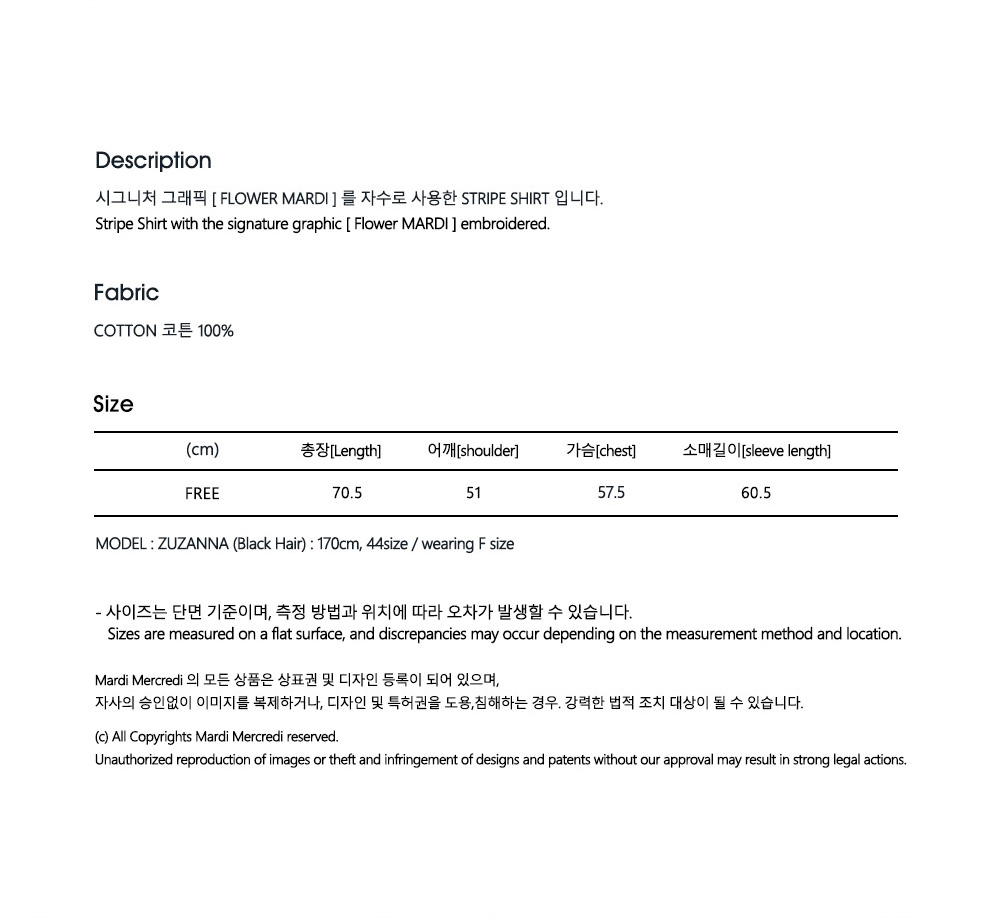 Description
시그니처 그래픽 [ FLOWER MARDI ] 를 자수로 사용한 STRIPE SHIRT 입니다.
Stripe Shirt with the signature graphic [ Flower MARDI ] embroidered.
Fabric
COTTON 코튼 100%
Size
(cm) 총장[Length] 어깨[shoulder] 가슴[chest] 소매길이[sleeve length]
FREE 70.5 51 57.5 60.5
MODEL : ZUZANNA (Black Hair) : 170cm, 44size / wearing F size
- 사이즈는 단면 기준이며, 측정 방법과 위치에 따라 오차가 발생할 수 있습니다.
Sizes are measured on a flat surface, and discrepancies may occur depending on the measurement method and location.
Mardi Mercredi 의 모든 상품은 상표권 및 디자인 등록이 되어 있으며,
자사의 승인없이 이미지를 복제하거나, 디자인 및 특허권을 도용,침해하는 경우. 강력한 법적 조치 대상이 될 수 있습니다.
(c) All Copyrights Mardi Mercredi reserved.
Unauthorized reproduction of images or theft and infringement of designs and patents without our approval may result in strong legal actions.